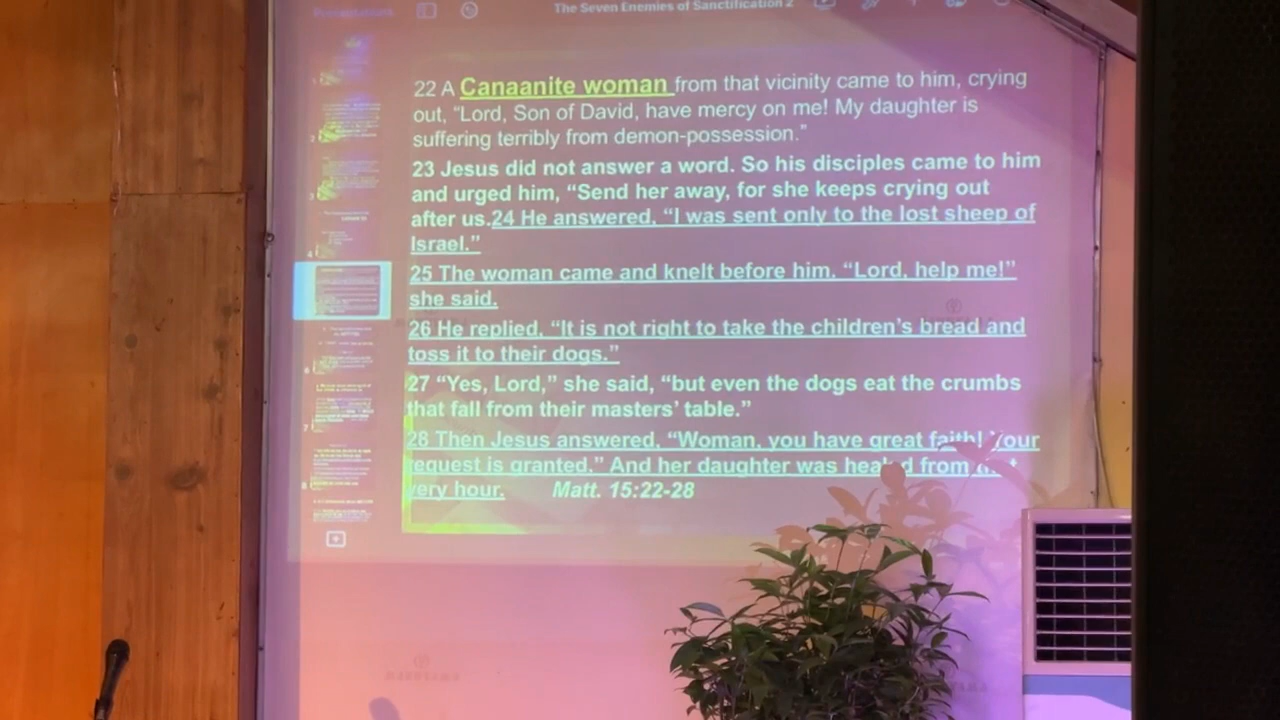 Presentations
The Seven Enemies of Sanctification 2
22 A Canaanite woman from that vicinity came to him, crying
out, “Lord, Son of David, have mercy on me! My daughter is
suffering terribly from demon-possession.”
23 Jesus did not answer a word. So his disciples came to him
and urged him, “Send her away, for she keeps crying out
after us.24 He answered, “I was sent only to the lost sheep of
Israel.”
25 The woman came and knelt before him. “Lord, help me!”
she said.
26 He replied, “It is not right to take the children’s bread and
toss it to their dogs.”
27 “Yes, Lord,” she said, “but even the dogs eat the crumbs
that fall from their masters’ table.”
28 Then Jesus answered, “Woman, you have great faith! Your
request is granted.” And her daughter was healed from that
very hour. Matt. 15:22-28